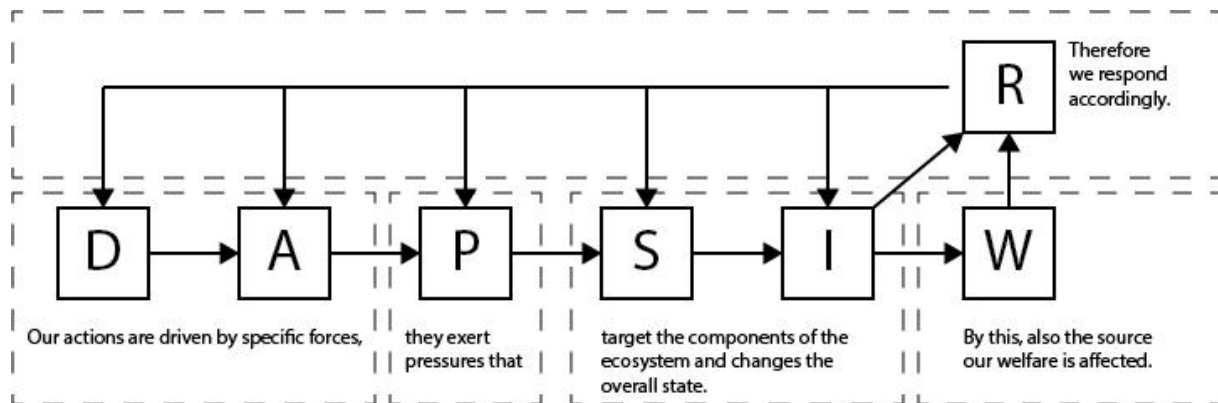 R
Therefore
we respond
accordingly.
D
A
P
S
I
W
Our actions are driven by specific forces,
they exert
pressures that
target the components of the
ecosystem and changes the
overall state.
By this, also the source
our welfare is affected.